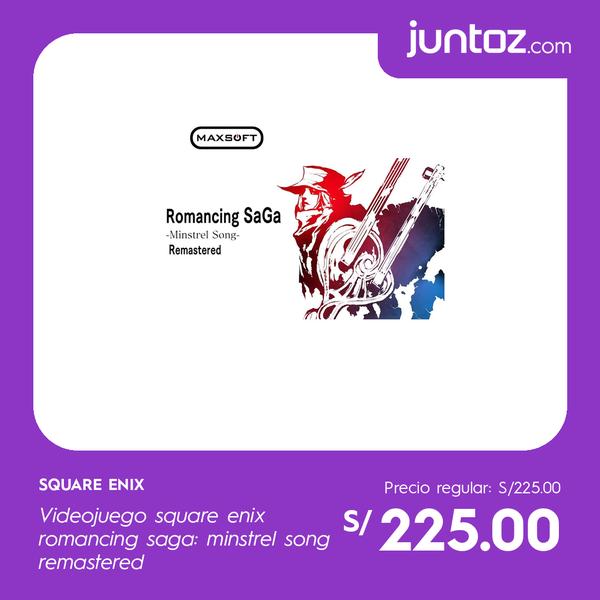 juntoz.com
MAXSOFT
Romancing SaGa
-Minstrel Song-
Remastered
SQUARE ENIX
Precio regular: S/225.00
Videojuego square enix
romancing saga: minstrel song
remastered
S/ 225.00